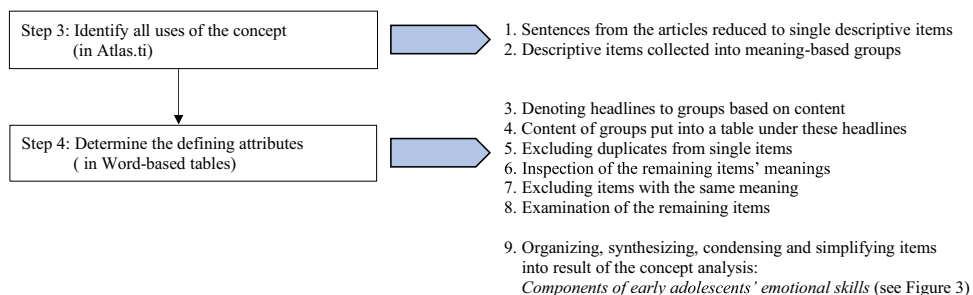 Step 3: Identify all uses of the concept
(in Atlas.ti)
1. Sentences from the articles reduced to single descriptive items
2. Descriptive items collected into meaning-based groups
Step 4: Determine the defining attributes
( in Word-based tables)
3. Denoting headlines to groups based on content
4. Content of groups put into a table under these headlines
5. Excluding duplicates from single items
6. Inspection of the remaining items’ meanings
7. Excluding items with the same meaning
8. Examination of the remaining items
9. Organizing, synthesizing, condensing and simplifying items
into result of the concept analysis:
Components of early adolescents’ emotional skills (see Figure 3)